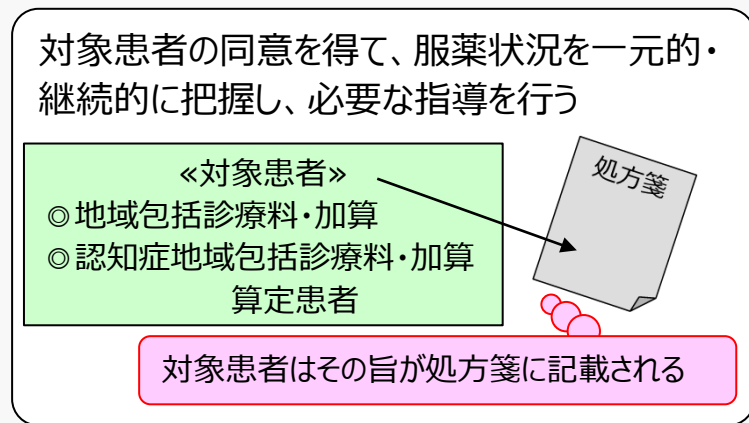 対象患者の同意を得て、服薬状況を一元的・
継続的に把握し、必要な指導を行う
«対象患者»
◎地域包括診療料・加算
◎認知症地域包括診療料・加算
算定患者
処方箋
対象患者はその旨が処方箋に記載される